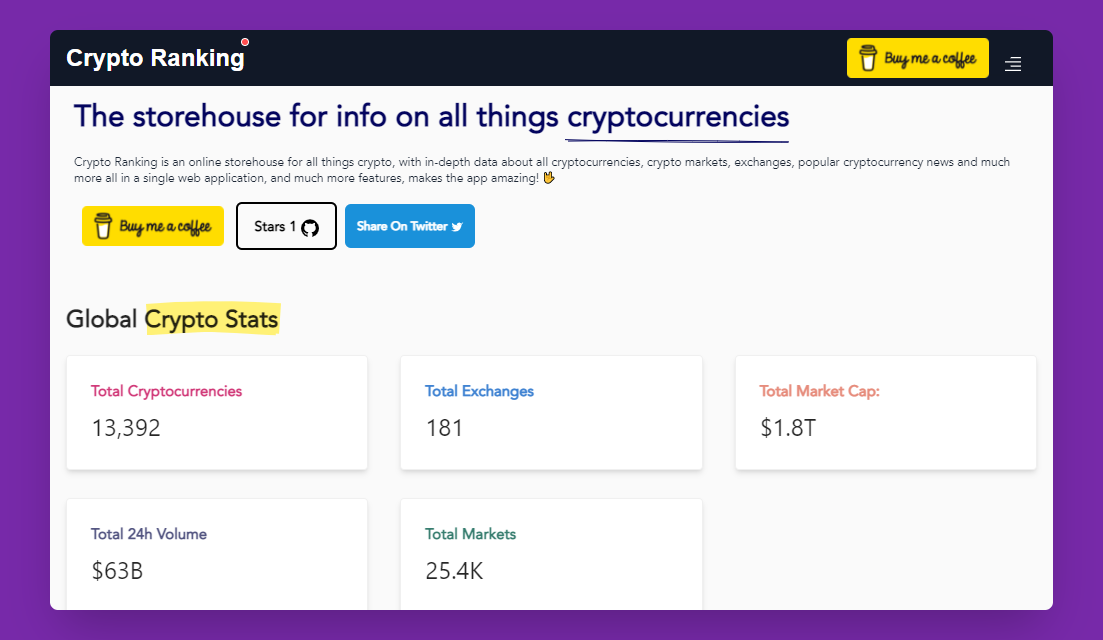 Crypto Ranking
Buy me a coffee
The storehouse for info on all things cryptocurrencies
Crypto Ranking is an online storehouse for all things crypto, with in-depth data about all cryptocurrencies, crypto markets, exchanges, popular cryptocurrency news and much
more all in a single web application, and much more features, makes the app amazing! 🤚
Buy me a coffee
Stars 1
Share On Twitter
Global Crypto Stats
Total Cryptocurrencies
13,392
Total Exchanges
181
Total Market Cap:
$1.8T
Total 24h Volume
$63B
Total Markets
25.4K